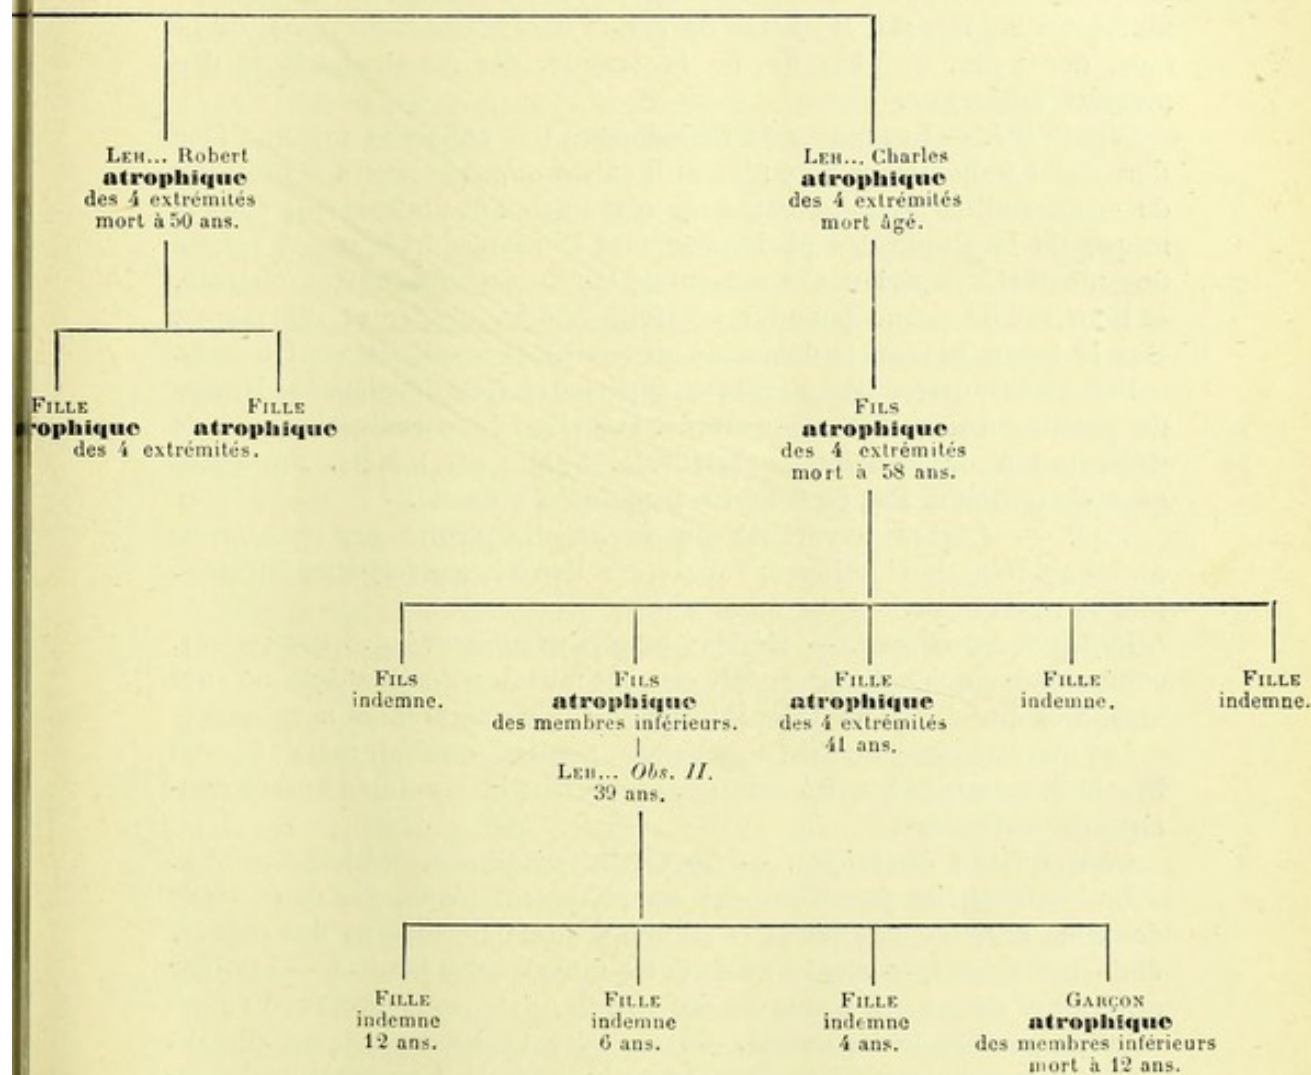 LEH... Robert
atrophique
des 4 extrémités
mort à 50 ans.
LEH... Charles
atrophique
des 4 extrémités
mort âgé.
FILLE
rophique
FILLE
atrophique
des 4 extrémités.
FILS
atrophique
des 4 extrémités
mort à 58 ans.
FILS
indemne.
FILS
atrophique
des membres inférieurs.
LEH... Obs. II.
39 ans.
FILLE
atrophique
des 4 extrémités
41 ans.
FILLE
indemne.
FILLE
indemne.
FILLE
indemne
12 ans.
FILLE
indemne
6 ans.
FILLE
indemne
4 ans.
GARÇON
atrophique
des membres inférieurs
mort à 12 ans.